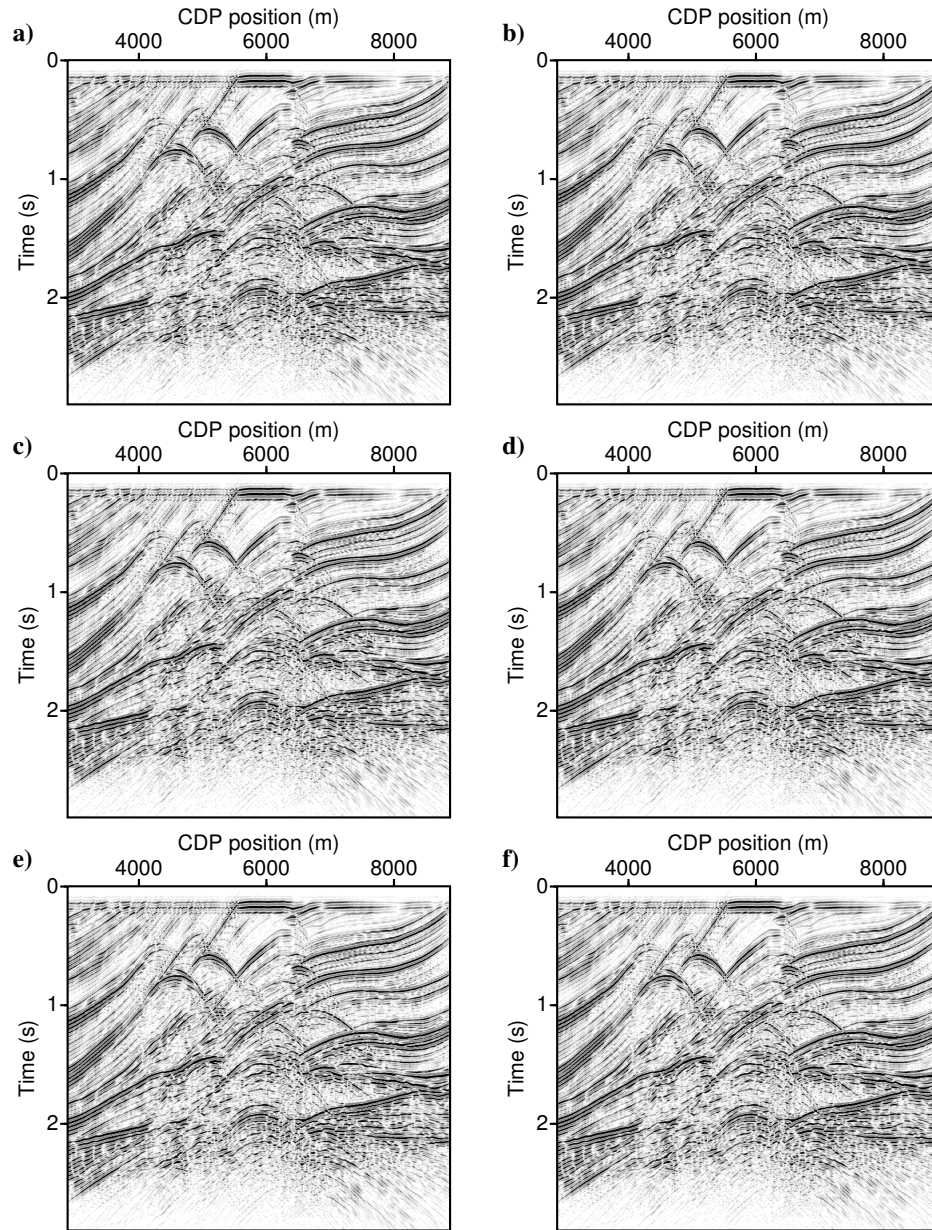 CDP position (m)
a) 4000 6000 8000
0
1
2
Time (s)
CDP position (m)
b) 4000 6000 8000
0
1
2
Time (s)
CDP position (m)
c) 4000 6000 8000
0
1
2
Time (s)
CDP position (m)
d) 4000 6000 8000
0
1
2
Time (s)
CDP position (m)
e) 4000 6000 8000
0
1
2
Time (s)
CDP position (m)
f) 4000 6000 8000
0
1
2
Time (s)